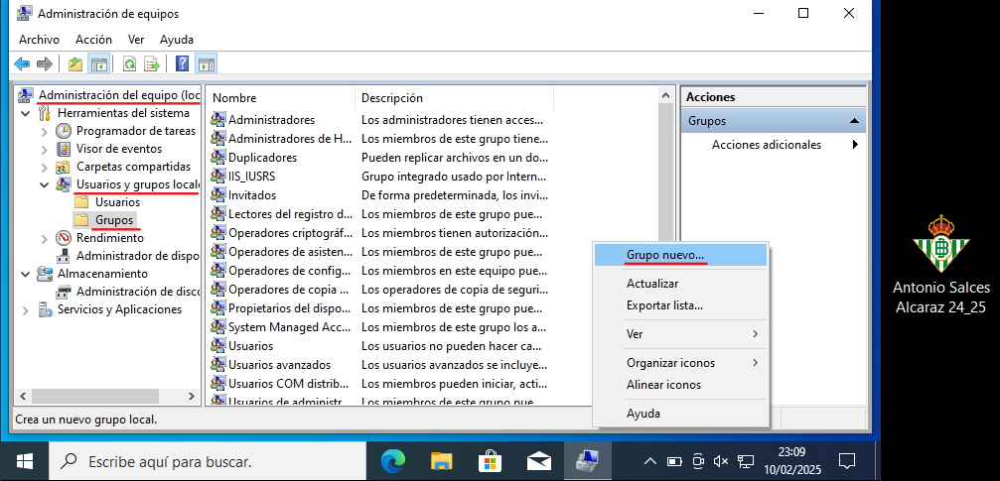 Administración de equipos
Archivo Acción Ver Ayuda
Administración del equipo (loc
Herramientas del sistema
Programador de tareas
Visor de eventos
Carpetas compartidas
Usuarios y grupos locale
Usuarios
Grupos
Rendimiento
Administrador de dispo
Almacenamiento
Administración de disco
Servicios y Aplicaciones
Nombre Descripción
Administradores Los administradores tienen acces...
Administradores de H... Los miembros de este grupo tiene...
Duplicadores Pueden replicar archivos en un do...
IIS_IUSRS Grupo integrado usado por Intern...
Invitados De forma predeterminada, los invi...
Lectores del registro d... Los miembros de este grupo pue...
Operadores criptográf... Los miembros tienen autorización...
Operadores de asisten... Los miembros de este grupo pue...
Operadores de config... Los miembros en este equipo pue...
Operadores de copia ... Los operadores de copia de seguri...
Propietarios del dispo... Los miembros de este grupo pue...
System Managed Acc... Los miembros de este grupo los a...
Usuarios Los usuarios no pueden hacer ca...
Usuarios avanzados Los usuarios avanzados se incluye...
Usuarios COM distrib... Los miembros pueden iniciar, acti...
Usuarios de administr... Los miembros de este grupo pue...
Acciones
Grupos
Acciones adicionales
Grupo nuevo...
Actualizar
Exportar lista...
Ver
Organizar iconos
Alinear iconos
Ayuda
Crea un nuevo grupo local.
Escribe aquí para buscar.
23:09
10/02/2025
Antonio Salces
Alcaraz 24_25